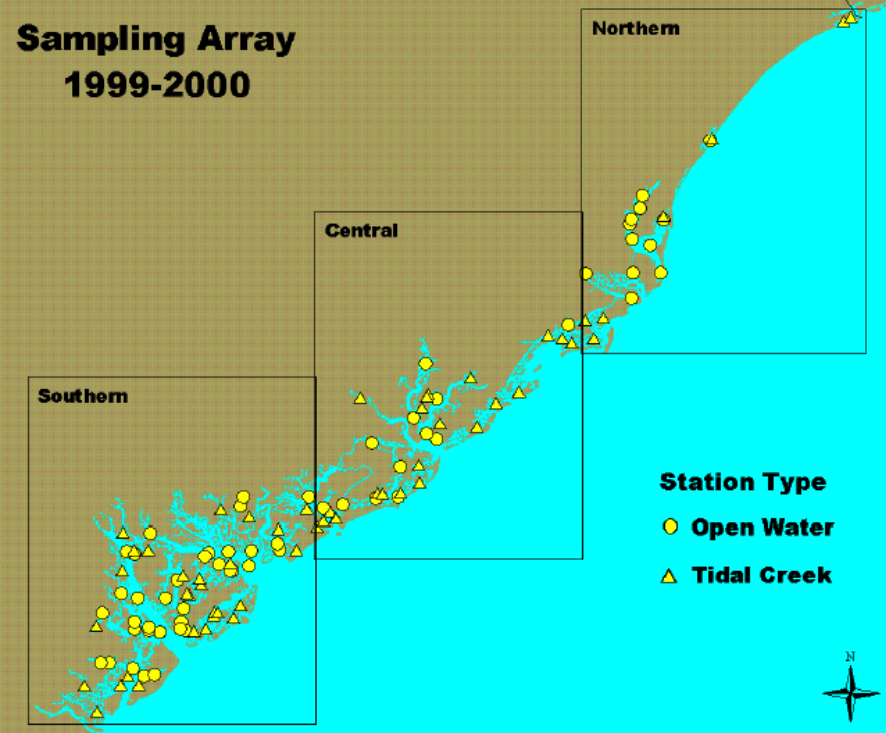 Sampling Array
1999-2000
Northern
Central
Southern
Station Type
Open Water
Tidal Creek
N